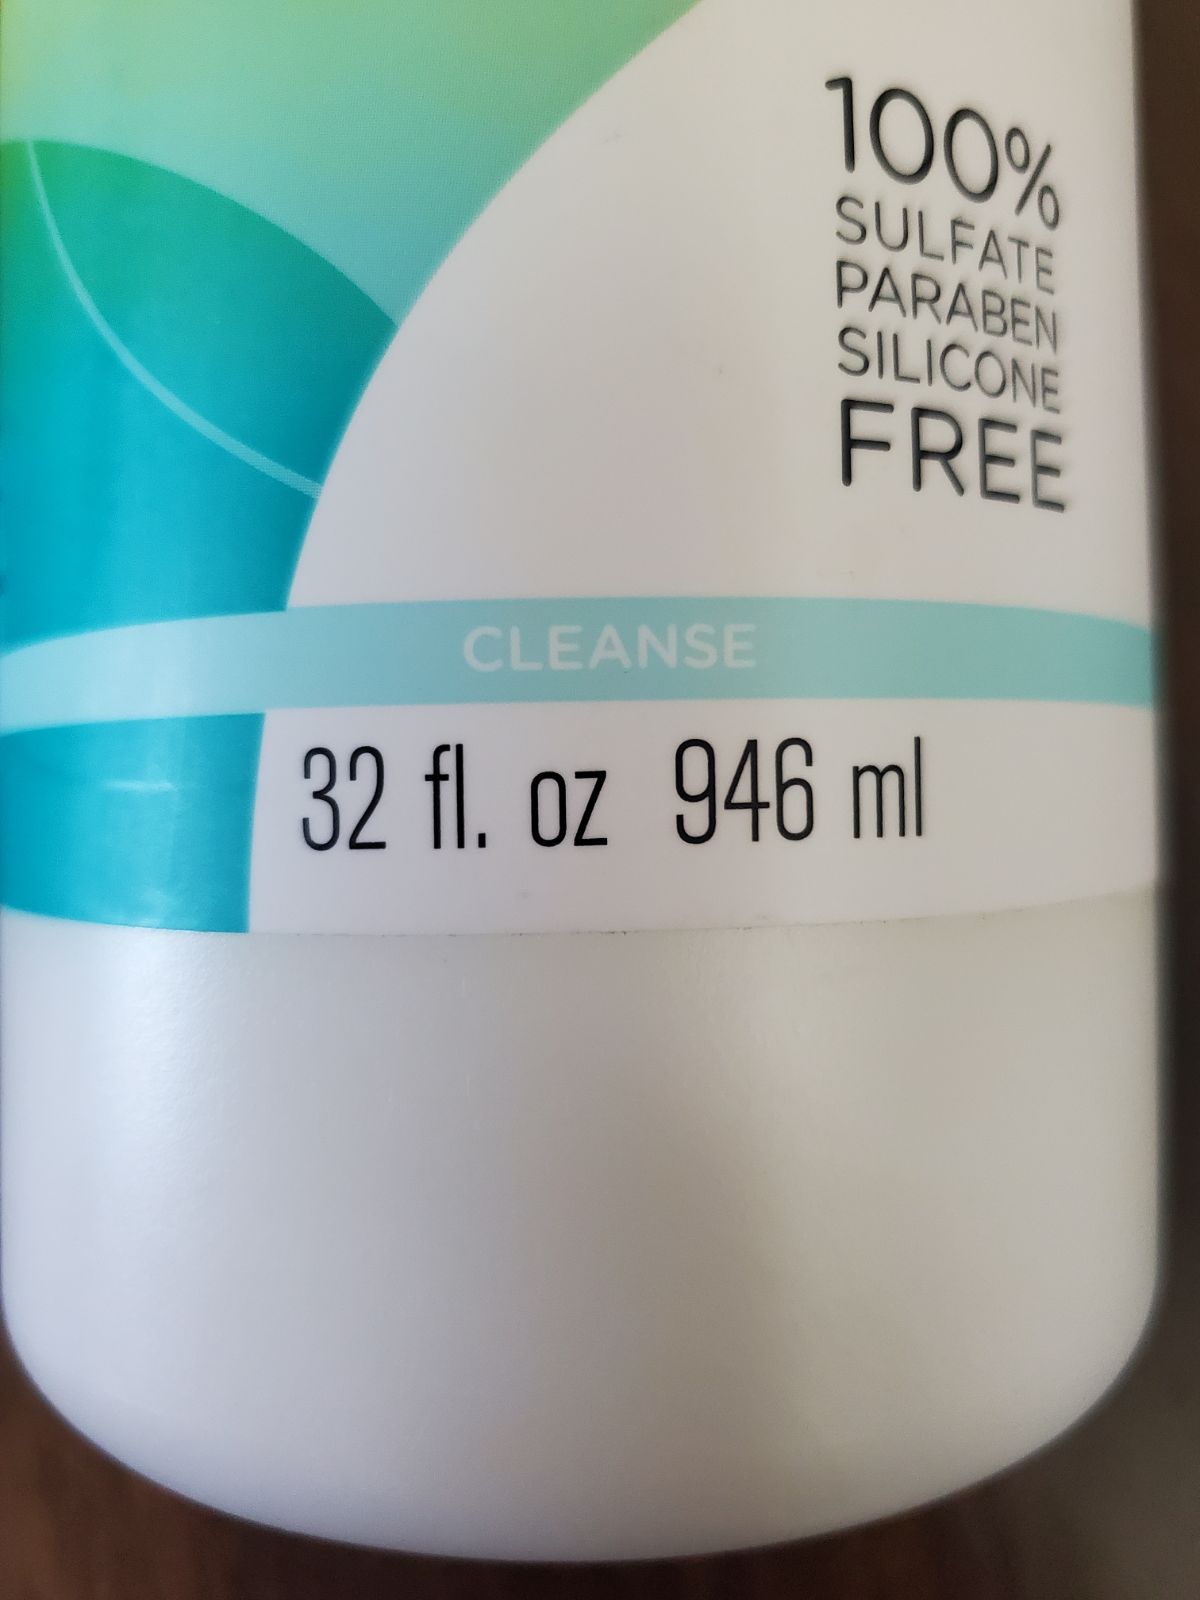 100%
SULFATE
PARABEN
SILICONE
FREE
CLEANSE
32 fl. oz 946 ml